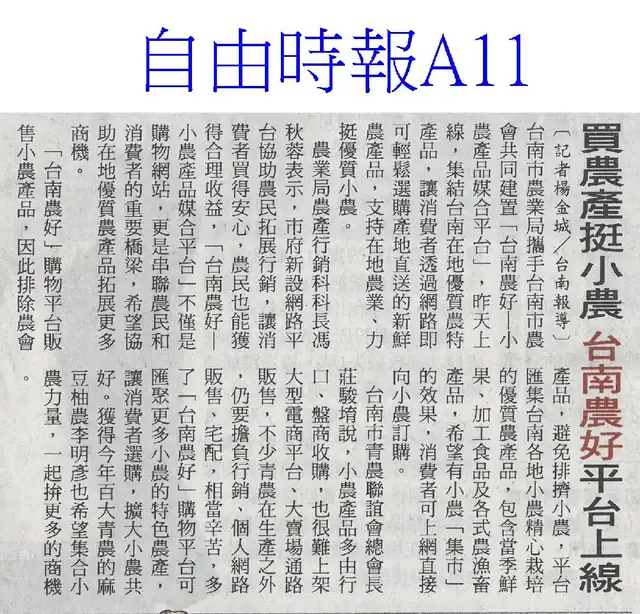 自由時報A11
買農產挺小農 台南農好平台上線
〔記者楊金城/台南報導〕
台南市農業局攜手台南市農
會共同建置「台南農好─小
農產品媒合平台」,昨天上
線,集結台南在地優質農特
產品,讓消費者透過網路即
可輕鬆選購產地直送的新鮮
農產品,支持在地農業、力
挺優質小農。
農業局農產行銷科科長馮
秋蓉表示,市府新設網路平
台協助農民拓展行銷,讓消
費者買得安心,農民也能獲
得合理收益,「台南農好─
小農產品媒合平台」不僅是
購物網站,更是串聯農民和
消費者的重要橋梁,希望協
助在地優質農產品拓展更多
商機。
「台南農好」購物平台販
售小農產品,因此排除農會
產品,避免排擠小農,平台
匯集台南各地小農精心栽培
的優質農產品,包含當季鮮
果、加工食品及各式農漁畜
產品,希望有小農「集市」
的效果,消費者可上網直接
向小農訂購。
台南市青農聯誼會總會長
莊駿堉說,小農產品多由行
口、盤商收購,也很難上架
大型電商平台、大賣場通路
販售,不少青農在生產之外
,仍要擔負行銷、個人網路
販售、宅配,相當辛苦,多
了「台南農好」購物平台可
匯聚更多小農的特色農產,
讓消費者選購,擴大小農共
好。獲得今年百大青農的麻
豆柚農李明彥也希望集合小
農力量,一起拚更多的商機
。